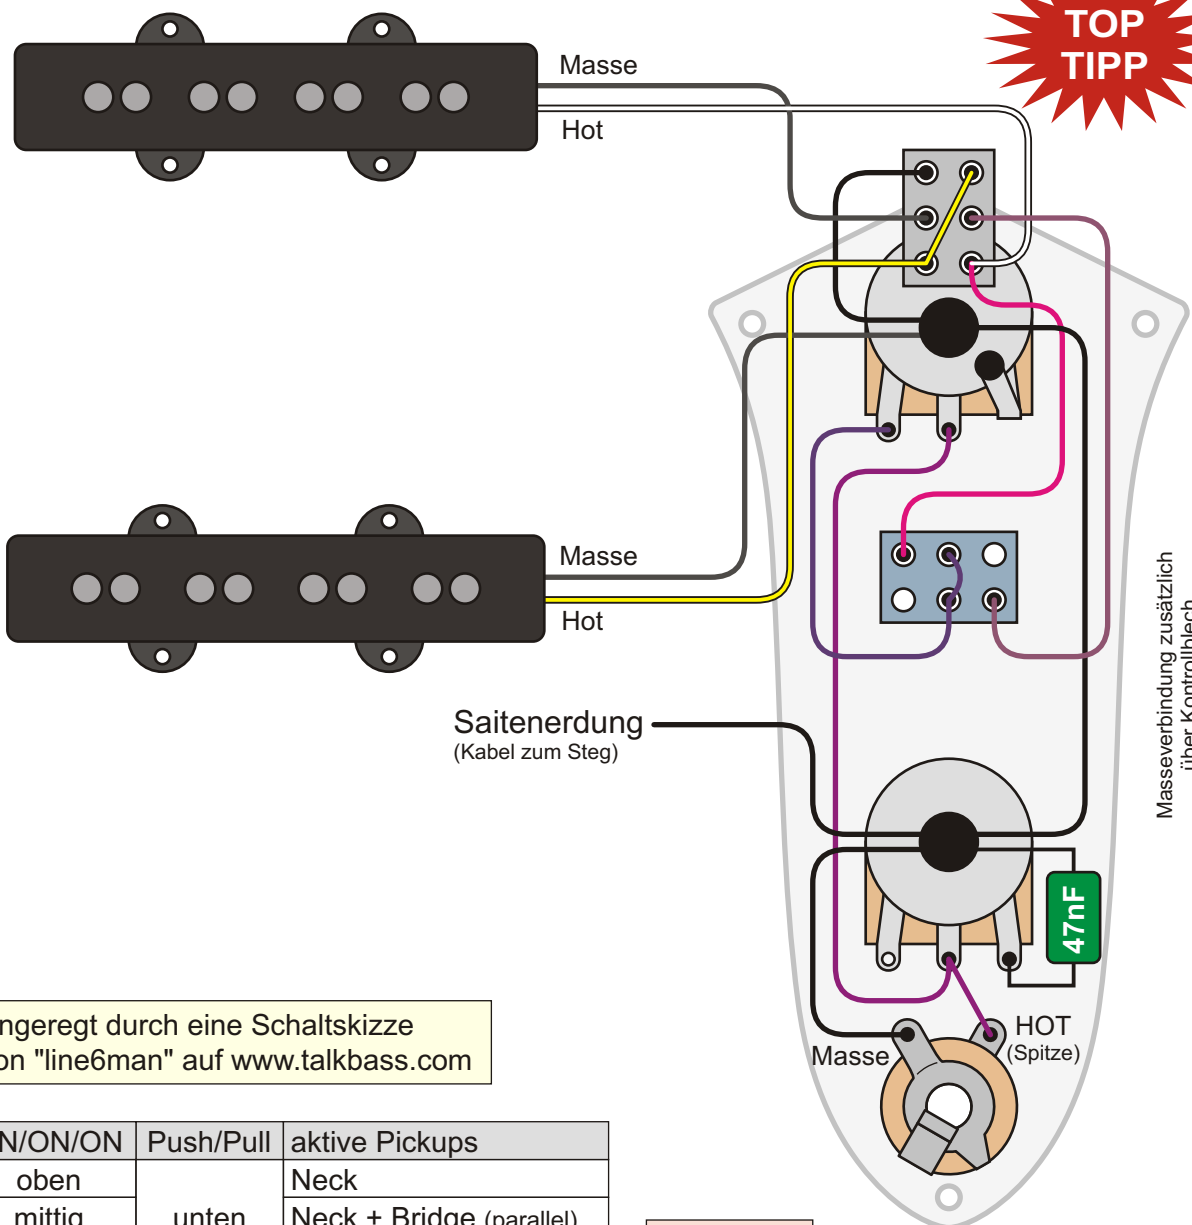 TOP
TIPP
Masse
Hot
Masse
Hot
Saitenerdung
(Kabel zum Steg)
Masseverbindung zusätzlich
über Kontrollblech
47nF
HOT
(Spitze)
Masse
ngeregt durch eine Schaltskizze
on "line6man" auf www.talkbass.com
N/ON/ON Push/Pull aktive Pickups
oben Neck
mittig unten Neck + Bridge (parallel)